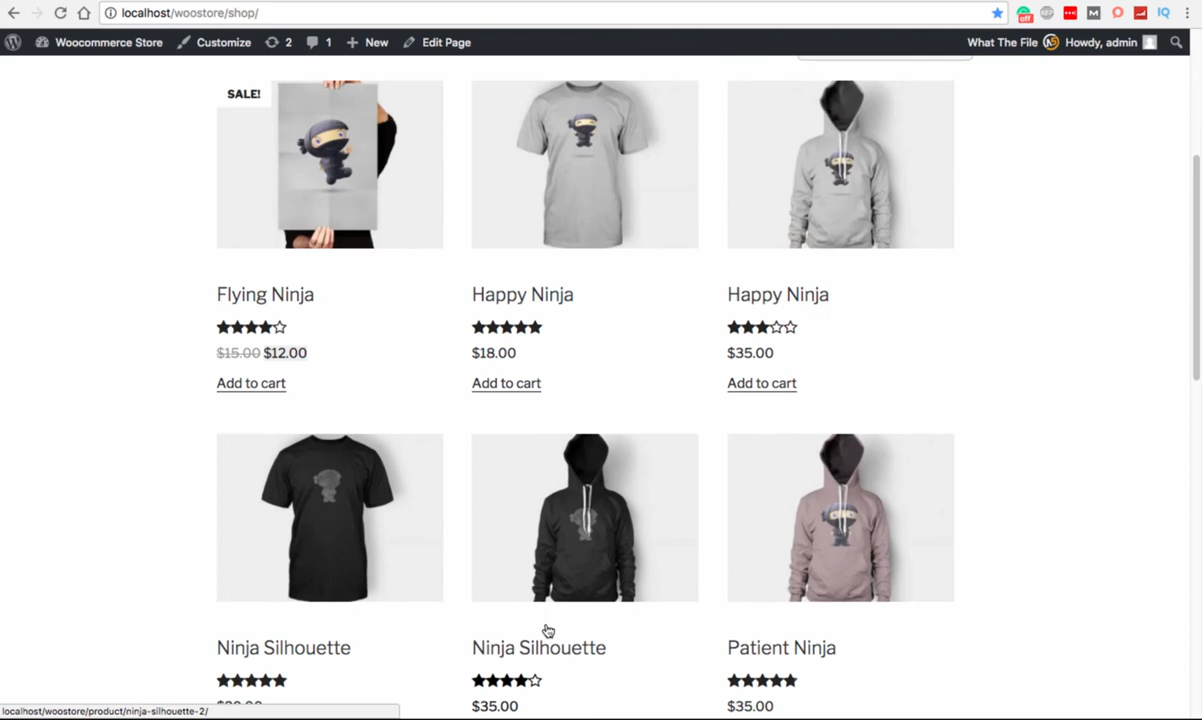 localhost/woostore/shop/
Woocommerce Store Customize 2 1 New Edit Page What The File Howdy, admin
SALE!
Flying Ninja Happy Ninja Happy Ninja
$15.00 $12.00 $18.00 $35.00
Add to cart Add to cart Add to cart
Ninja Silhouette Ninja Silhouette Patient Ninja
$35.00 $35.00
localhost/woostore/product/ninja-silhouette-2/